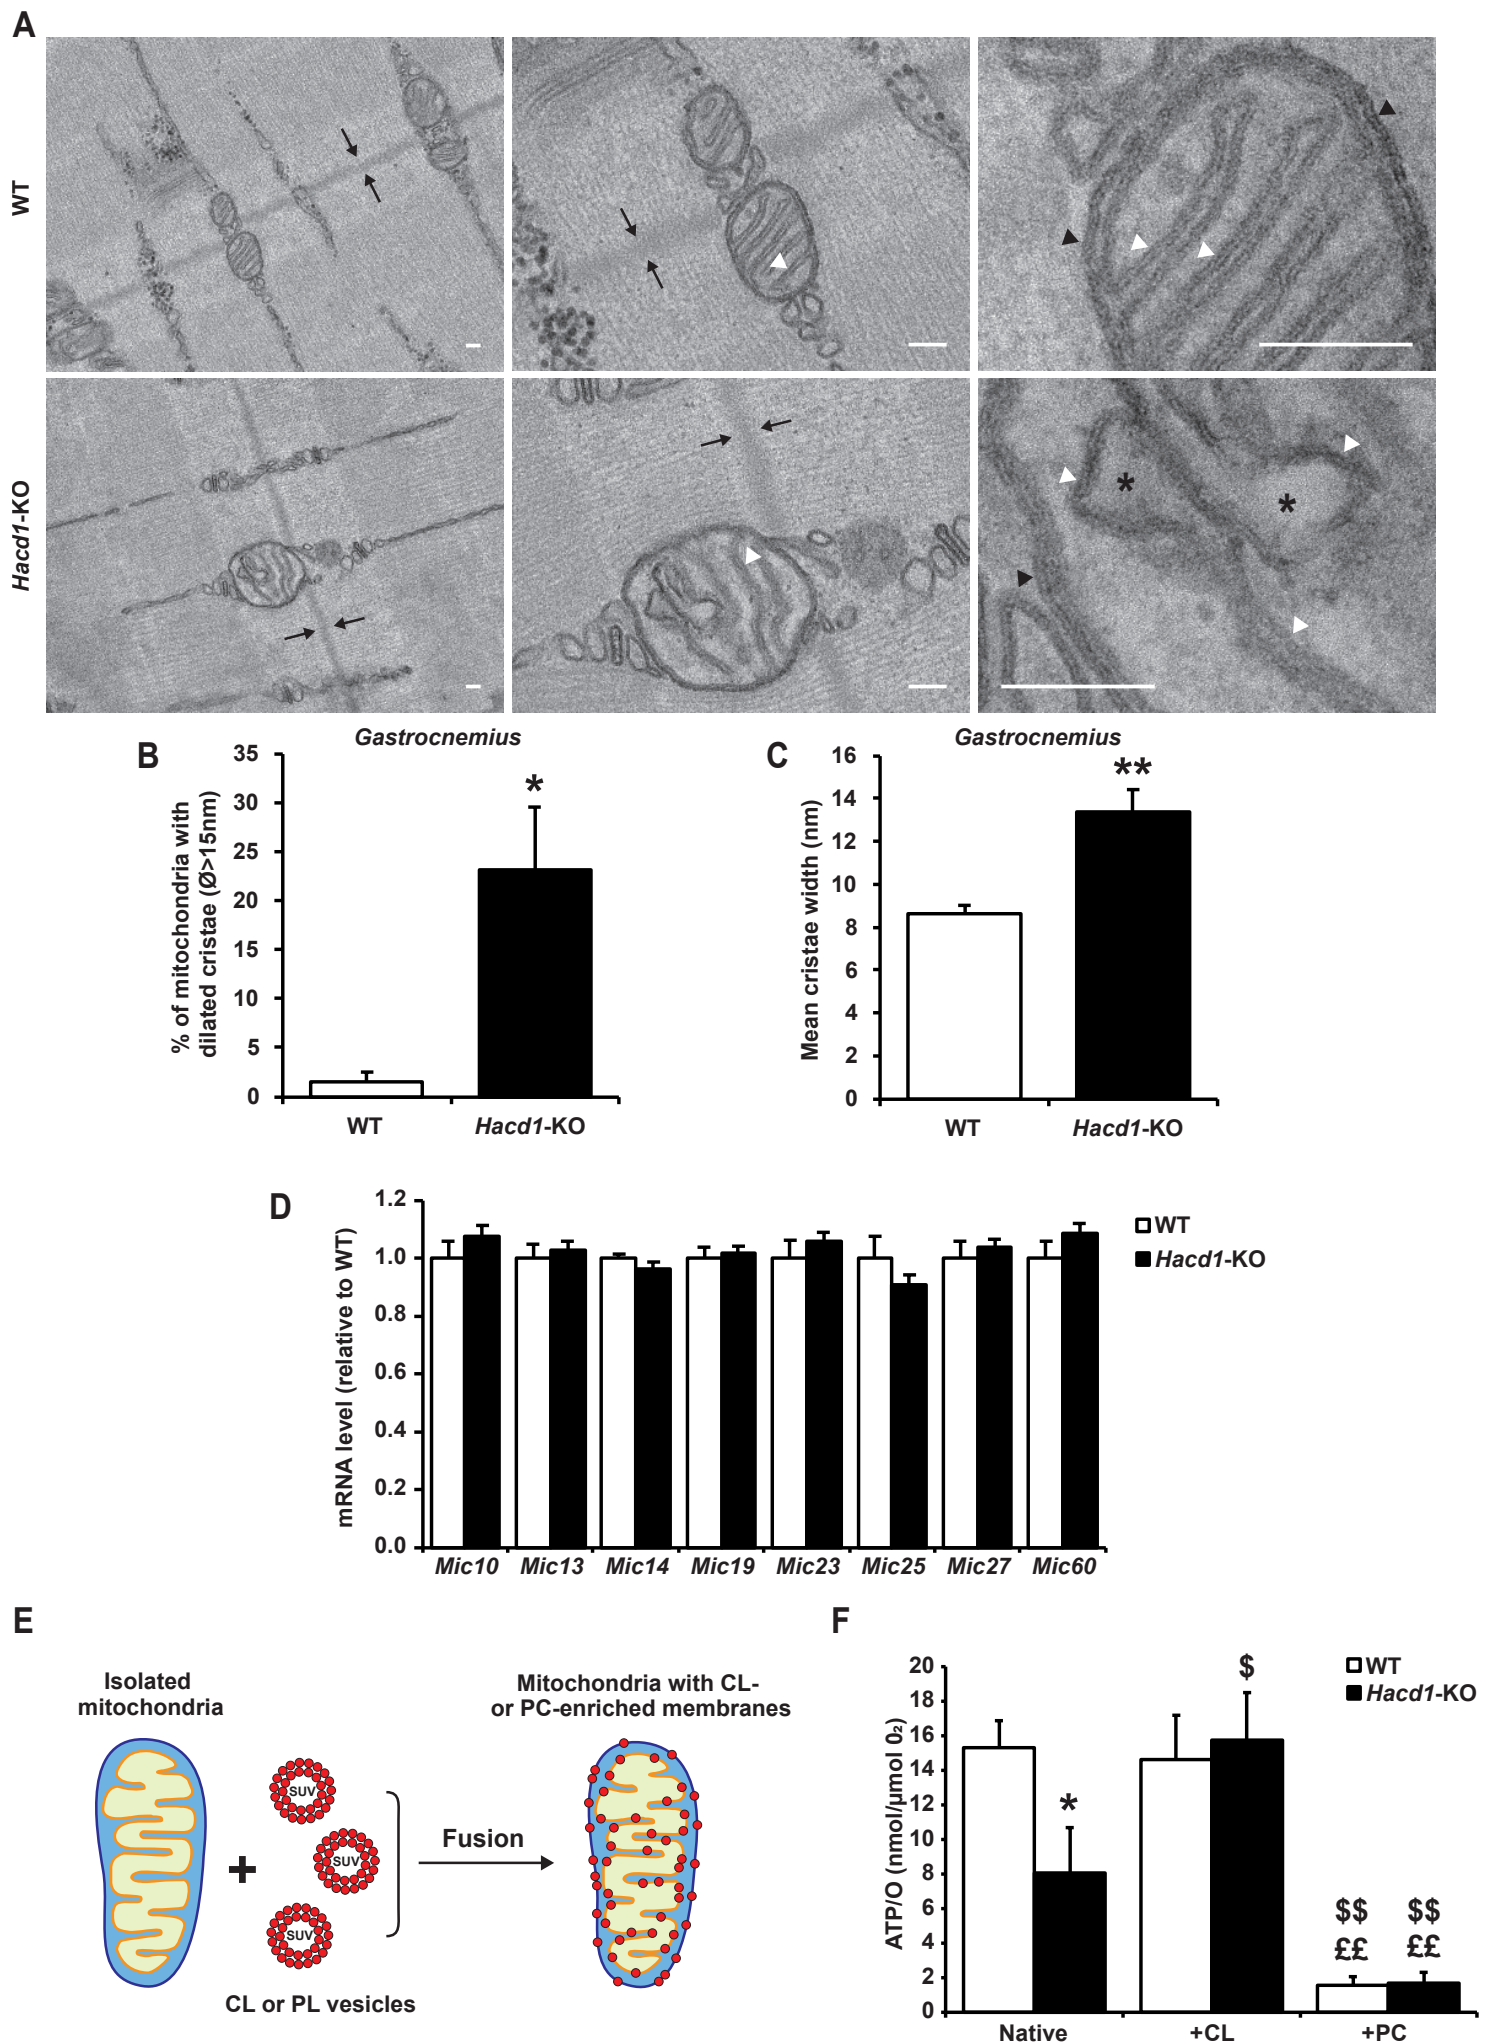 A
WT
Hacd1-KO
*
*
B
Gastrocnemius
% of mitochondria with
dilated cristae (Ø>15nm)
35
30
25
20
15
10
5
0
*
WT
Hacd1-KO
C
Gastrocnemius
Mean cristae width (nm)
16
14
12
10
8
6
4
2
0
**
WT
Hacd1-KO
D
mRNA level (relative to WT)
1.2
1.0
0.8
0.6
0.4
0.2
0.0
Mic10 Mic13 Mic14 Mic19 Mic23 Mic25 Mic27 Mic60
WT
Hacd1-KO
E
Isolated
mitochondria
+
SUV
SUV
SUV
CL or PL vesicles
Fusion
Mitochondria with CL-
or PC-enriched membranes
F
ATP/O (nmol/µmol 0₂)
20
18
16
14
12
10
8
6
4
2
0
*
$
$$ $$
££ ££
Native +CL +PC
WT
Hacd1-KO